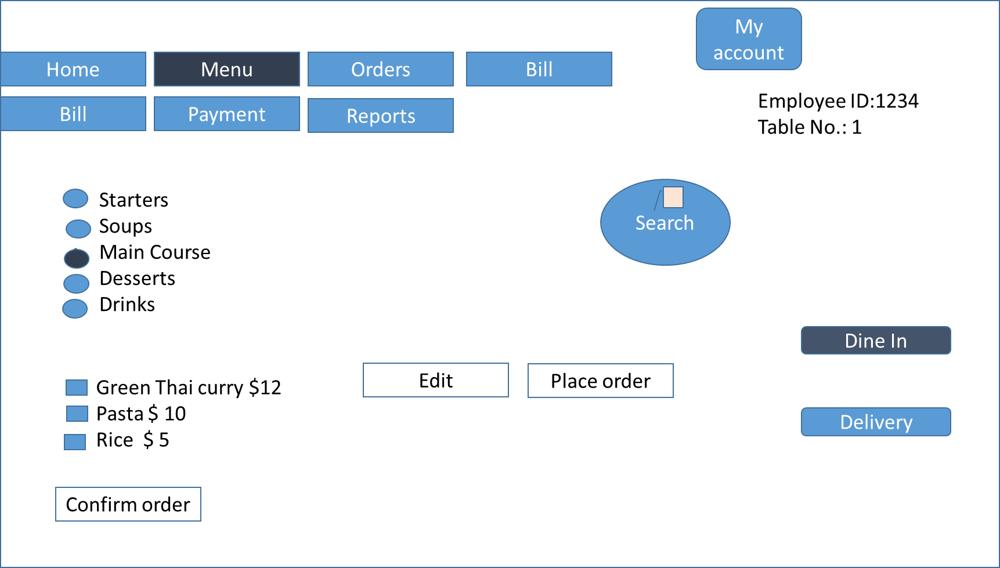 My
account
Home
Menu
Orders
Bill
Bill
Payment
Reports
Employee ID:1234
Table No.: 1
Starters
Soups
Main Course
Desserts
Drinks
Search
Dine In
Edit
Place order
Green Thai curry $12
Pasta $ 10
Rice  $ 5
Delivery
Confirm order